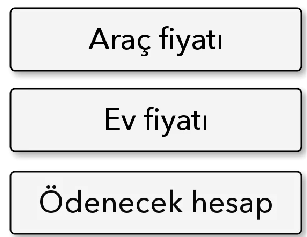 Araç fiyatı
Ev fiyatı
Ödenecek hesap